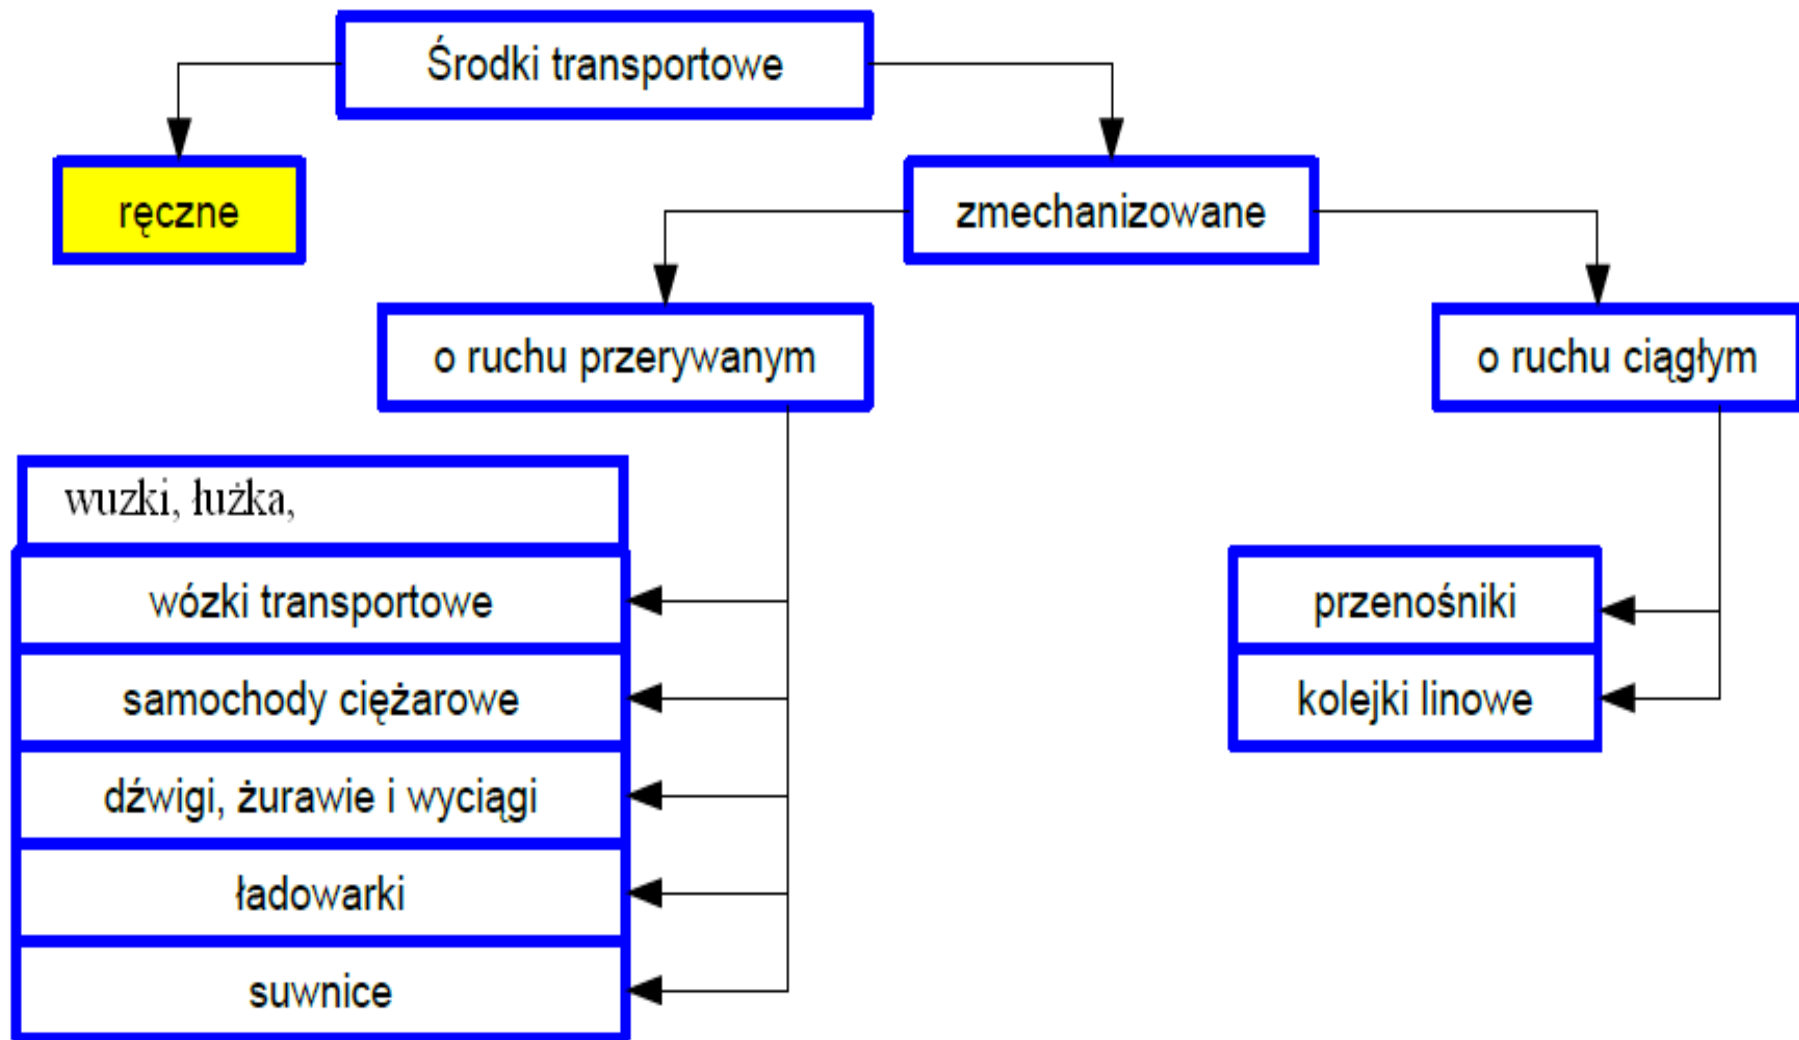 Środki transportowe
ręczne
zmechanizowane
o ruchu przerywanym
o ruchu ciągłym
wuzki, łużka,
wózki transportowe
samochody ciężarowe
dźwigi, żurawie i wyciągi
ładowarki
suwnice
przenośniki
kolejki linowe